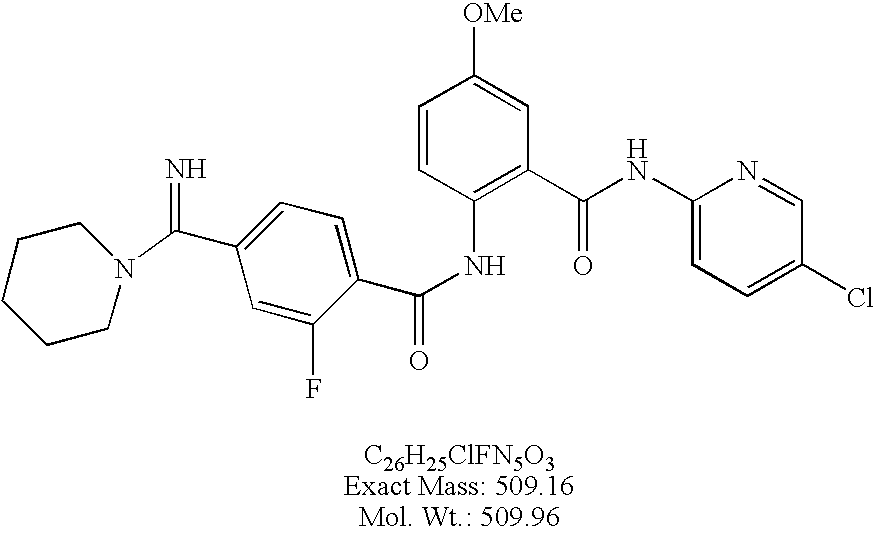 OMe
NH
H
N
N
N
NH
O
Cl
O
F
C26H25ClFN5O3
Exact Mass: 509.16
Mol. Wt.: 509.96